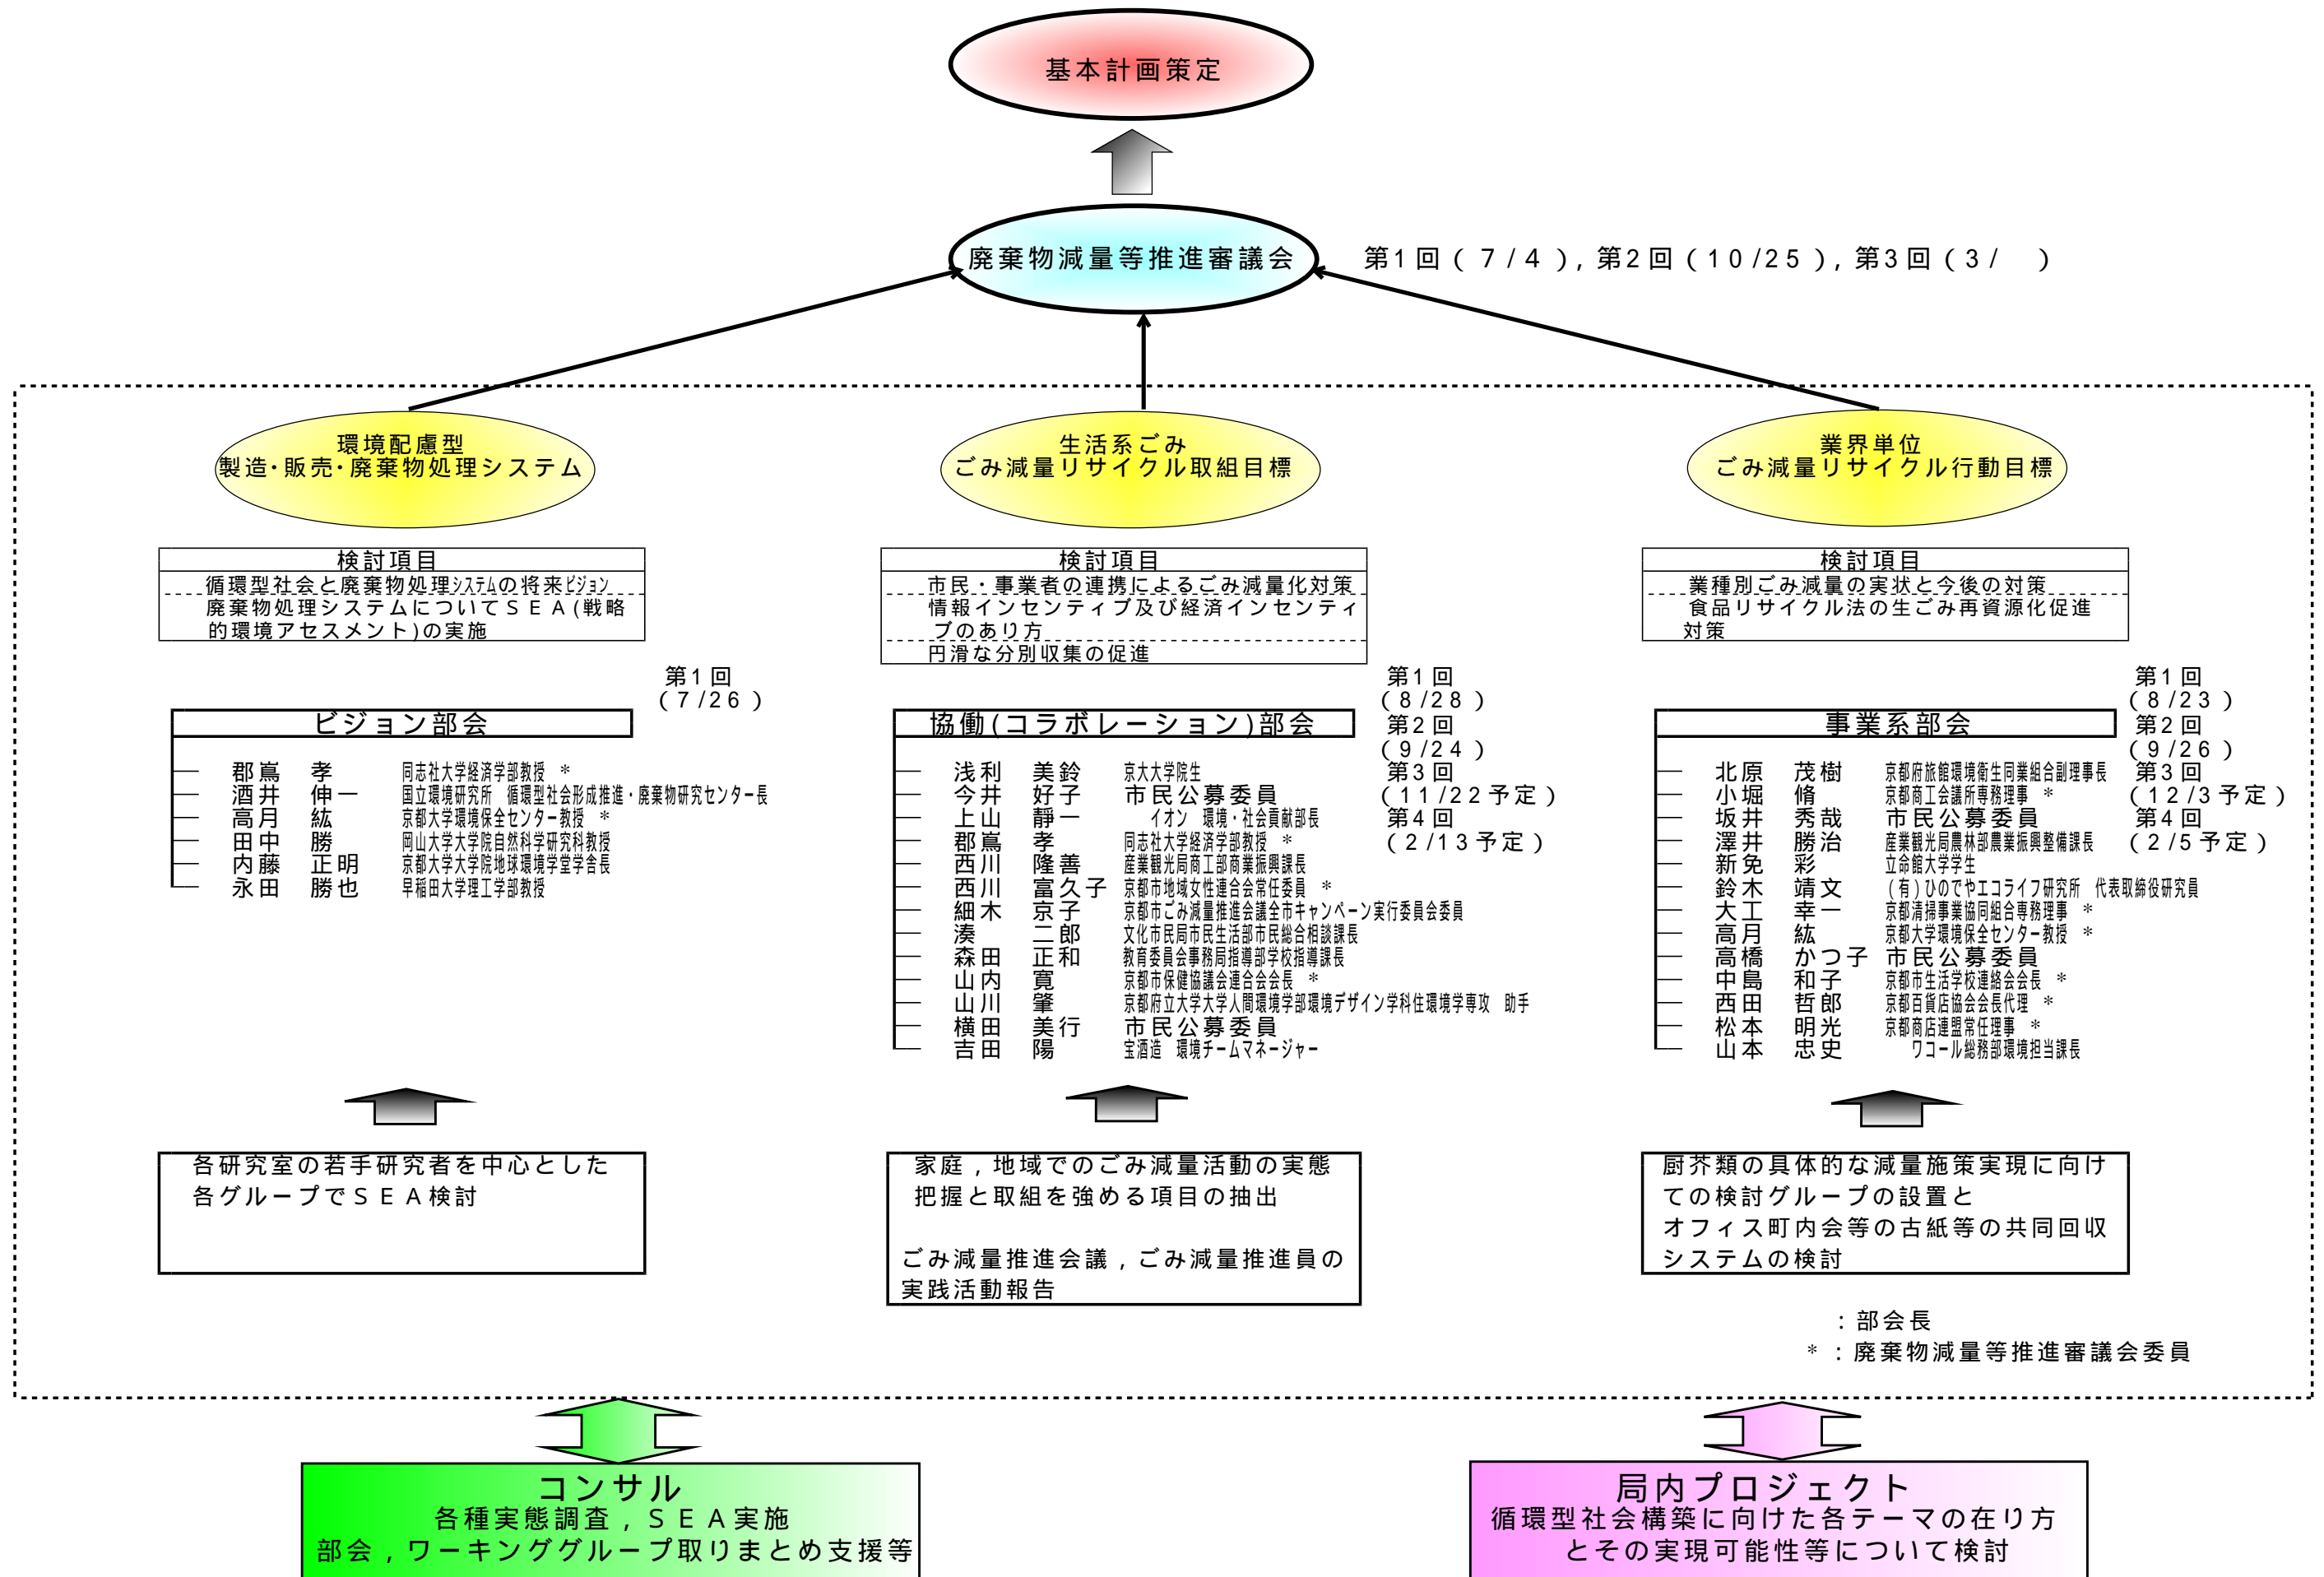 基本計画策定
廃棄物減量等推進審議会
第1回(7/4),第2回(10/25),第3回(3/　)
環境配慮型
製造・販売・廃棄物処理システム
検討項目
循環型社会と廃棄物処理ｼｽﾃﾑの将来ﾋﾞｼﾞｮﾝ
廃棄物処理システムについてＳＥＡ(戦略
的環境アセスメント)の実施
第1回
(7/26)
ビジョン部会
郡嶌　孝　同志社大学経済学部教授　*
酒井　伸一　国立環境研究所　循環型社会形成推進・廃棄物研究センター長
高月　紘　京都大学環境保全センター教授　*
田中　勝　岡山大学大学院自然科学研究科教授
内藤　正明　京都大学大学院地球環境学堂学舎長
永田　勝也　早稲田大学理工学部教授
各研究室の若手研究者を中心とした
各グループでＳＥＡ検討
生活系ごみ
ごみ減量リサイクル取組目標
検討項目
市民・事業者の連携によるごみ減量化対策
情報インセンティブ及び経済インセンティ
ブのあり方
円滑な分別収集の促進
第1回
(8/28)
第2回
(9/24)
第3回
(11/22予定)
第4回
(2/13予定)
協働(コラボレーション)部会
浅利　美鈴　京大大学院生
今井　好子　市民公募委員
上山　靜一　イオン　環境・社会貢献部長
郡嶌　孝　同志社大学経済学部教授　*
西川　隆善　産業観光局商工部商業振興課長
西川　富久子　京都市地域女性連合会常任委員　*
細木　京子　京都市ごみ減量推進会議全市キャンペーン実行委員会委員
湊　二郎　文化市民局市民生活部市民総合相談課長
森田　正和　教育委員会事務局指導部学校指導課長
山内　寛　京都市保健協議会連合会会長　*
山川　肇　京都府立大学大学人間環境学部環境デザイン学科住環境学専攻　助手
横田　美行　市民公募委員
吉田　陽　宝酒造　環境チームマネージャー
家庭,地域でのごみ減量活動の実態
把握と取組を強める項目の抽出
ごみ減量推進会議,ごみ減量推進員の
実践活動報告
業界単位
ごみ減量リサイクル行動目標
検討項目
業種別ごみ減量の実状と今後の対策
食品リサイクル法の生ごみ再資源化促進
対策
第1回
(8/23)
第2回
(9/26)
第3回
(12/3予定)
第4回
(2/5予定)
事業系部会
北原　茂樹　京都府旅館環境衛生同業組合副理事長
小堀　脩　京都商工会議所専務理事　*
坂井　秀哉　市民公募委員
澤井　勝治　産業観光局農林部農業振興整備課長
新免　彩　立命館大学学生
鈴木　靖文　(有)ひのでやエコライフ研究所　代表取締役研究員
大工　幸一　京都清掃事業協同組合専務理事　*
高月　紘　京都大学環境保全センター教授　*
高橋　かつ子　市民公募委員
中島　和子　京都市生活学校連絡会会長　*
西田　哲郎　京都百貨店協会会長代理　*
松本　明光　京都商店連盟常任理事　*
山本　忠史　ワコール総務部環境担当課長
厨芥類の具体的な減量施策実現に向け
ての検討グループの設置と
オフィス町内会等の古紙等の共同回収
システムの検討
:部会長
*:廃棄物減量等推進審議会委員
コンサル
各種実態調査,ＳＥＡ実施
部会,ワーキンググループ取りまとめ支援等
局内プロジェクト
循環型社会構築に向けた各テーマの在り方
とその実現可能性等について検討